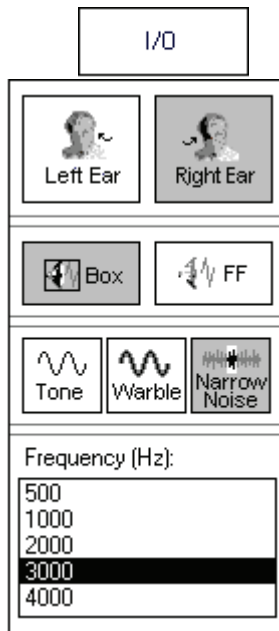 I/O
Left Ear Right Ear
Box FF
Tone Warble Narrow
Noise
Frequency (Hz):
500
1000
2000
3000
4000